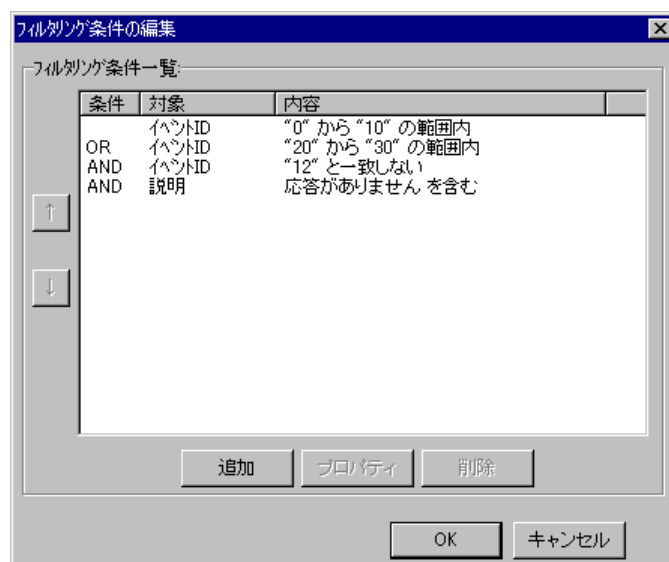 フィルタリング条件の編集
フィルタリング条件一覧:
条件 対象 内容
イベントID "0" から "10" の範囲内
OR イベントID "20" から "30" の範囲内
AND イベントID "12" と一致しない
AND 説明 応答がありません を含む
↑
↓
追加 プロパティ 削除
OK キャンセル